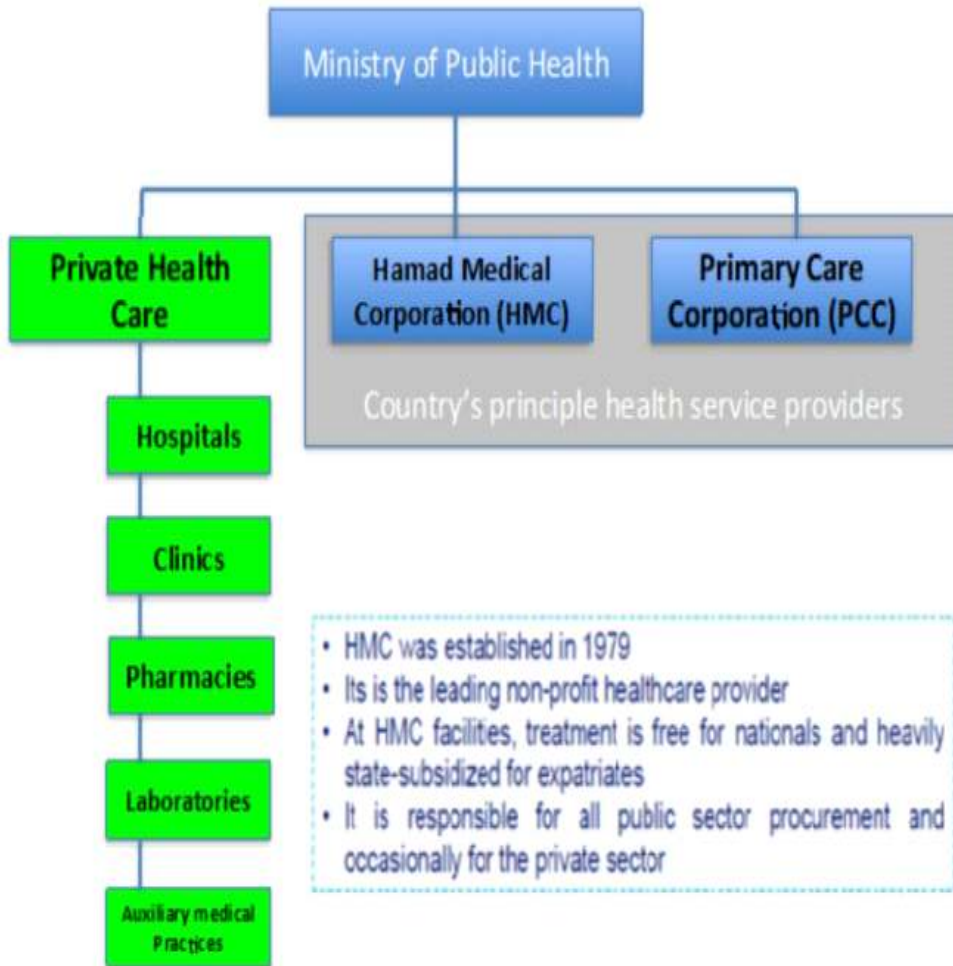 Ministry of Public Health
Private Health
Care
Hamad Medical
Corporation (HMC)
Primary Care
Corporation (PCC)
Country's principle health service providers
Hospitals
Clinics
Pharmacies
Laboratories
Auxiliary medical
Practices
• HMC was established in 1979
• Its is the leading non-profit healthcare provider
• At HMC facilities, treatment is free for nationals and heavily
state-subsidized for expatriates
• It is responsible for all public sector procurement and
occasionally for the private sector